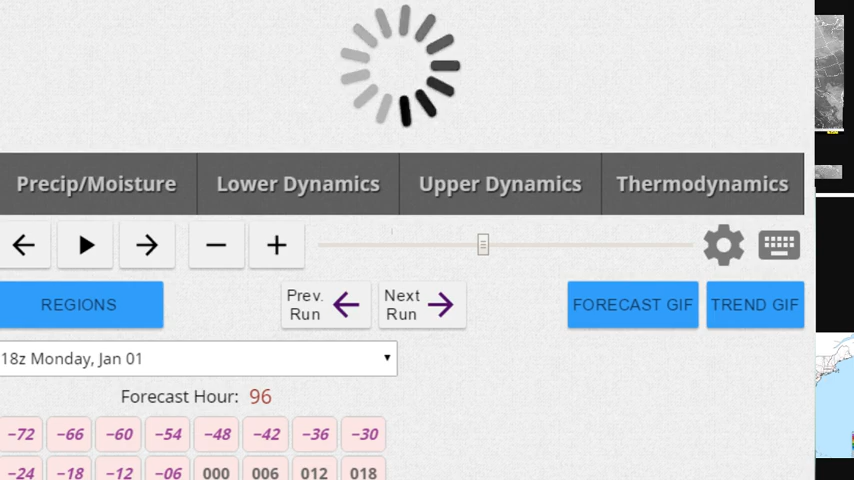 Precip/Moisture Lower Dynamics Upper Dynamics Thermodynamics
REGIONS Prev. Run Next Run FORECAST GIF TREND GIF
18z Monday, Jan 01
Forecast Hour: 96
−72 −66 −60 −54 −48 −42 −36 −30
−24 −18 −12 −06 000 006 012 018